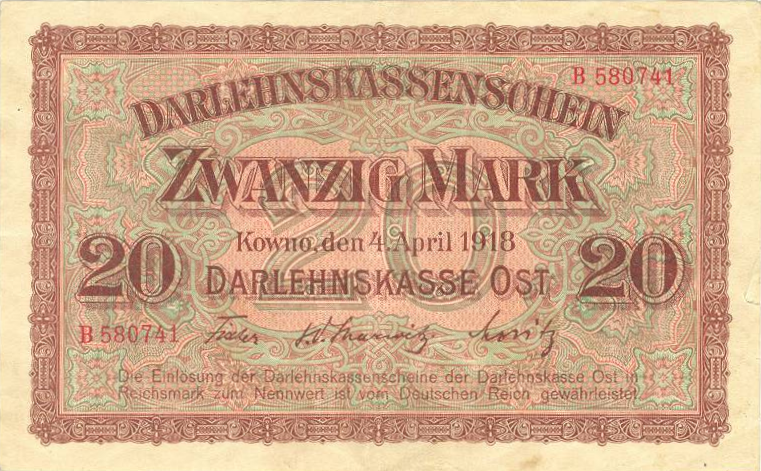 B 580741
DARLEHNSKASSENSCHEIN
ZWANZIG MARK
20
Kowno, den 4. April 1918
20 DARLEHNSKASSE OST 20
B 580741
Die Einlösung der Darlehnskassenscheine der Darlehnskasse Ost in
Reichsmark zum Nennwert ist vom Deutschen Reich gewährleistet